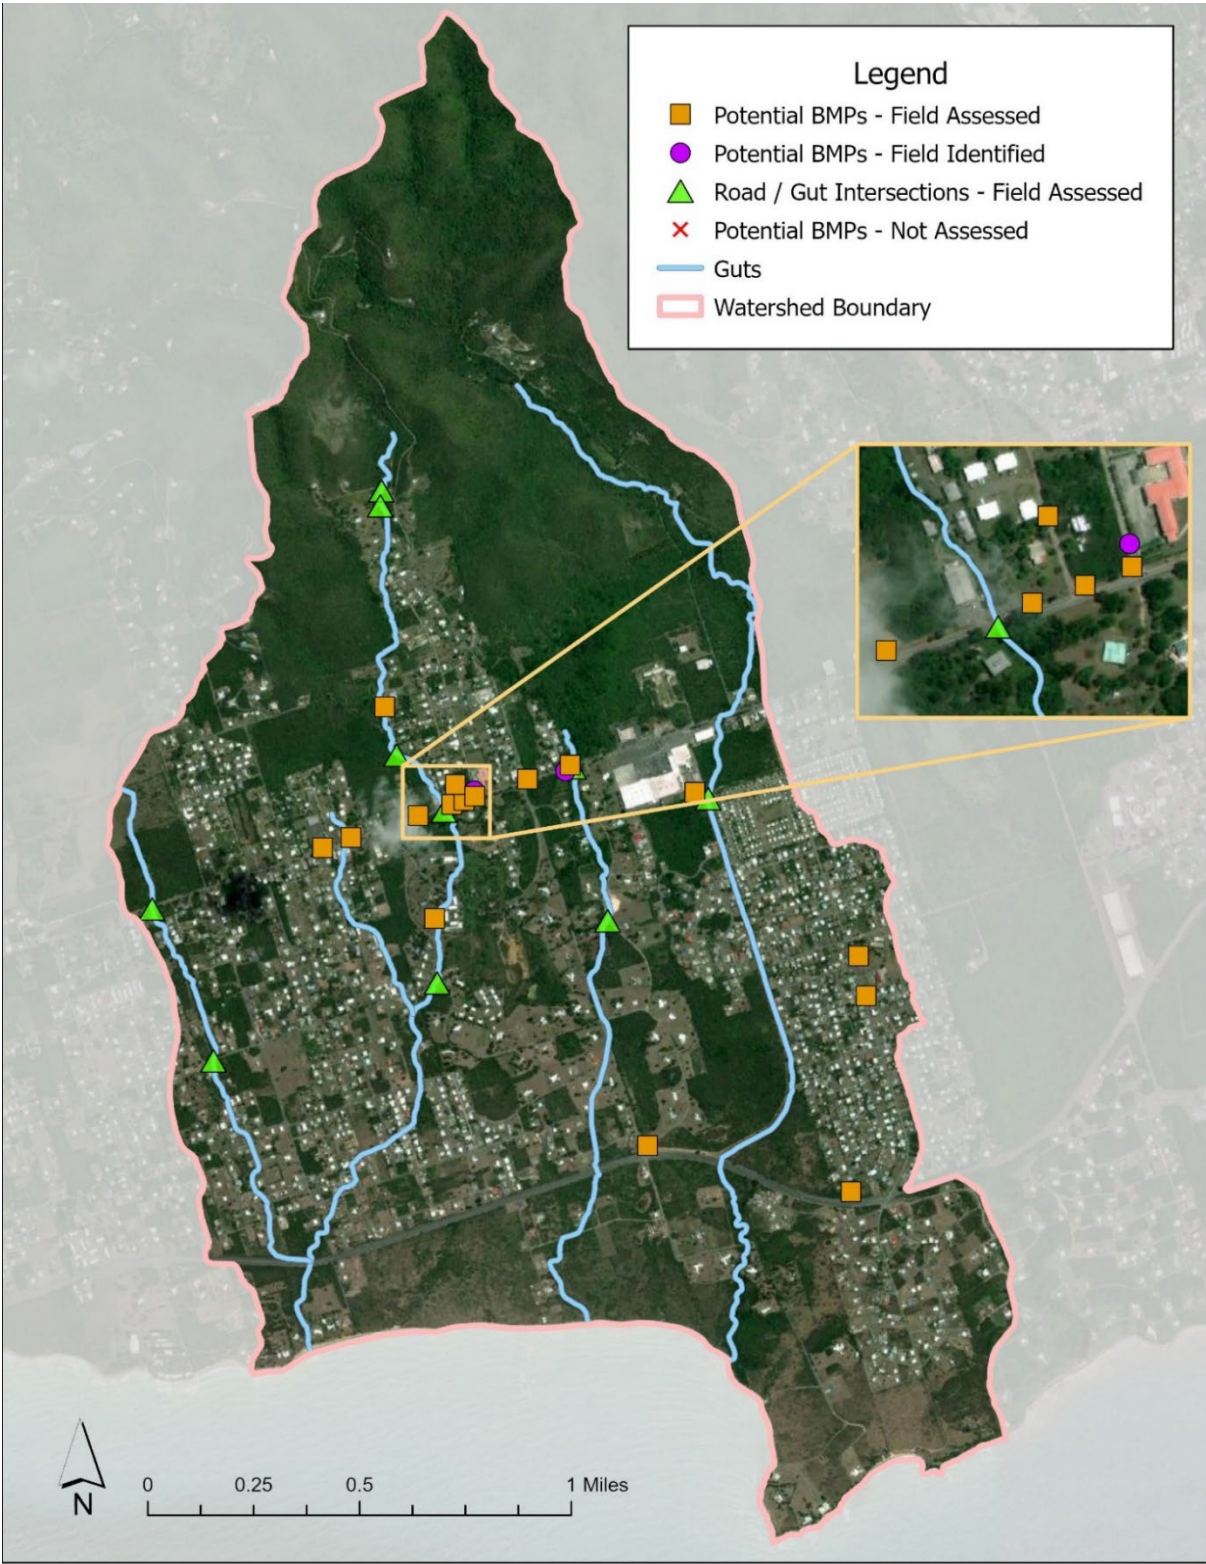 Legend
Potential BMPs - Field Assessed
Potential BMPs - Field Identified
Road / Gut Intersections - Field Assessed
Potential BMPs - Not Assessed
Guts
Watershed Boundary
N
0 0.25 0.5 1 Miles